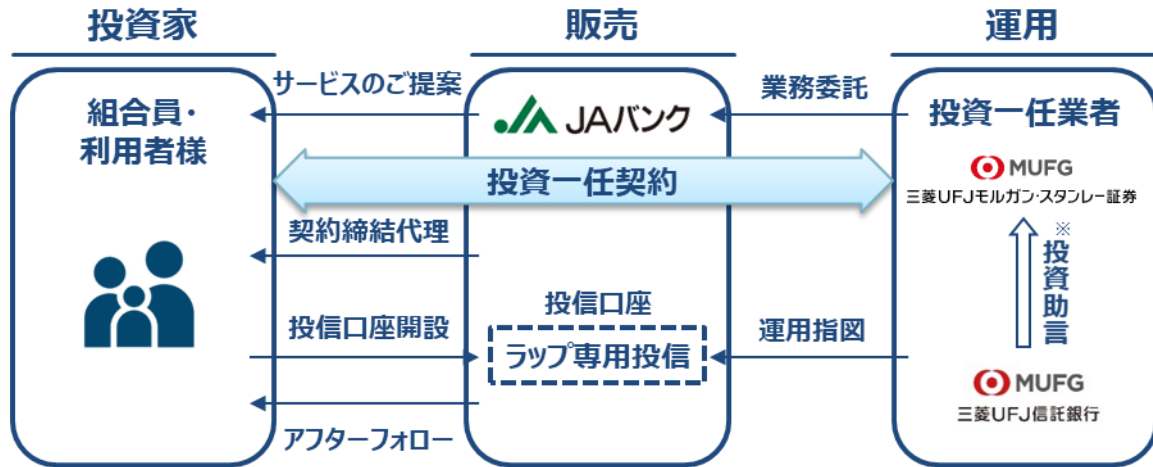 投資家
販売
運用
組合員・
利用者様
サービスのご提案
JAバンク
業務委託
投資一任業者
投資一任契約
MUFG
三菱UFJモルガン・スタンレー証券
契約締結代理
※投資助言
投信口座開設
投信口座
ラップ専用投信
運用指図
MUFG
三菱UFJ信託銀行
アフターフォロー